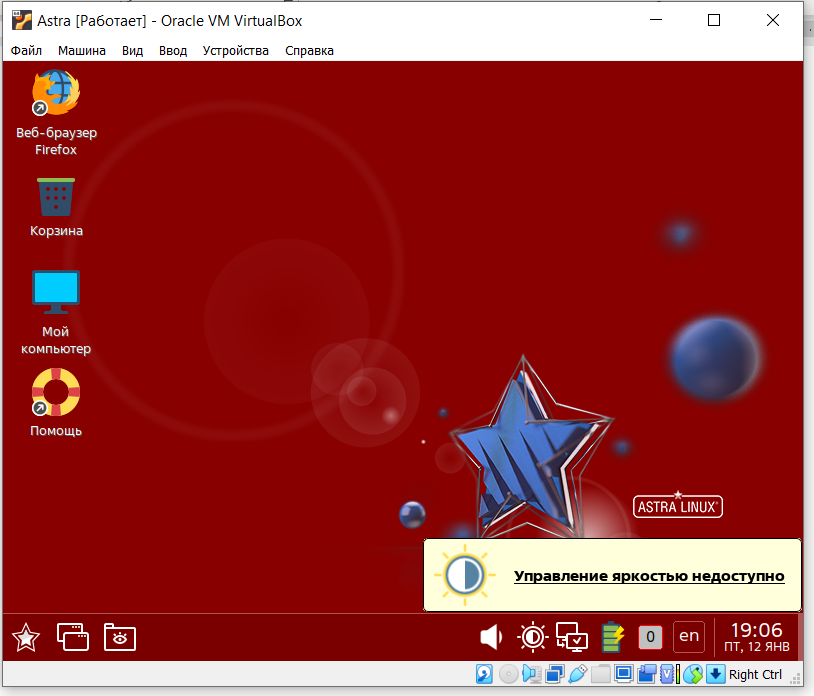 Astra [Работает] - Oracle VM VirtualBox
Файл Машина Вид Ввод Устройства Справка
Веб-браузер
Firefox
Корзина
Мой
компьютер
Помощь
ASTRA LINUX®
Управление яркостью недоступно
0
en
19:06
ПТ, 12 ЯНВ
V
Right Ctrl